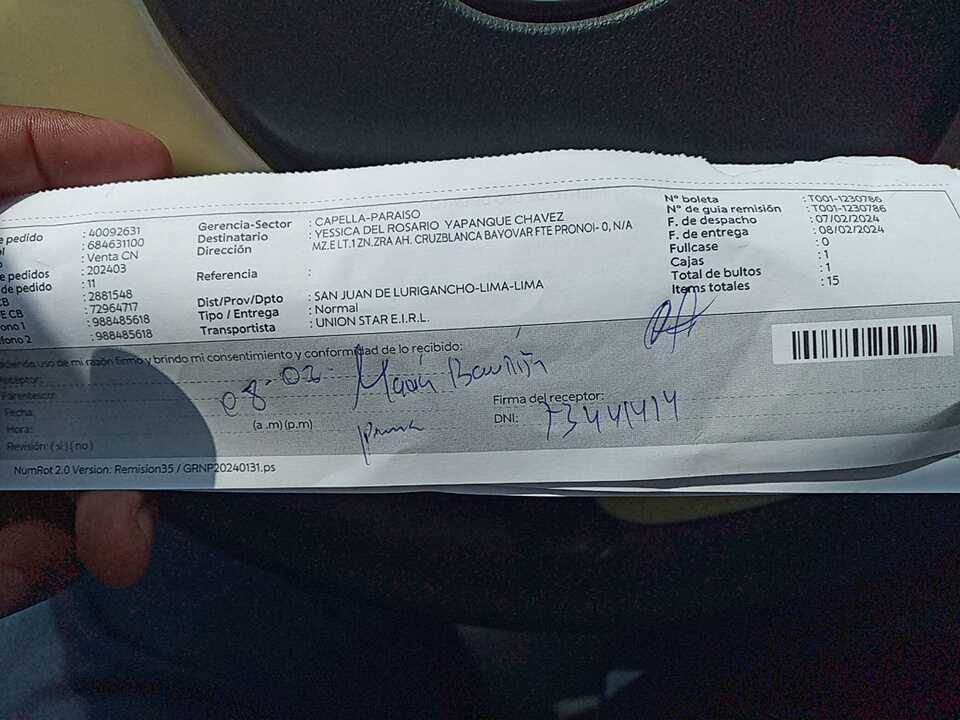 e pedido : 40092631
: 684631100
: Venta CN
e pedidos : 202403
de pedido : 11
CB : 2881548
E CB : 72964717
fono 1 : 988485618
fono 2 : 988485618
Gerencia-Sector : CAPELLA-PARAISO
Destinatario : YESSICA DEL ROSARIO YAPANQUE CHAVEZ
Dirección : MZ.E LT.1 ZN.ZRA AH. CRUZBLANCA BAYOVAR FTE PRONOI- 0, N/A
Referencia :
Dist/Prov/Dpto : SAN JUAN DE LURIGANCHO-LIMA-LIMA
Tipo / Entrega : Normal
Transportista : UNION STAR E.I.R.L.
N° boleta : T001-1230786
N° de guia remisión : T001-1230786
F. de despacho : 07/02/2024
F. de entrega : 08/02/2024
Fullcase : 0
Cajas : 1
Total de bultos : 1
Items totales : 15
aciendo uso de mi razón firmo y brindo mi consentimiento y conformidad de lo recibido:
Receptor:
Parentesco:
08-02
Fecha:
Hora: (a .m) (p.m)
Firma del receptor:
DNI: 73441414
Revisión: ( si ) ( no )
NumRot 2.0 Version: Remision35 / GRNP20240131.ps